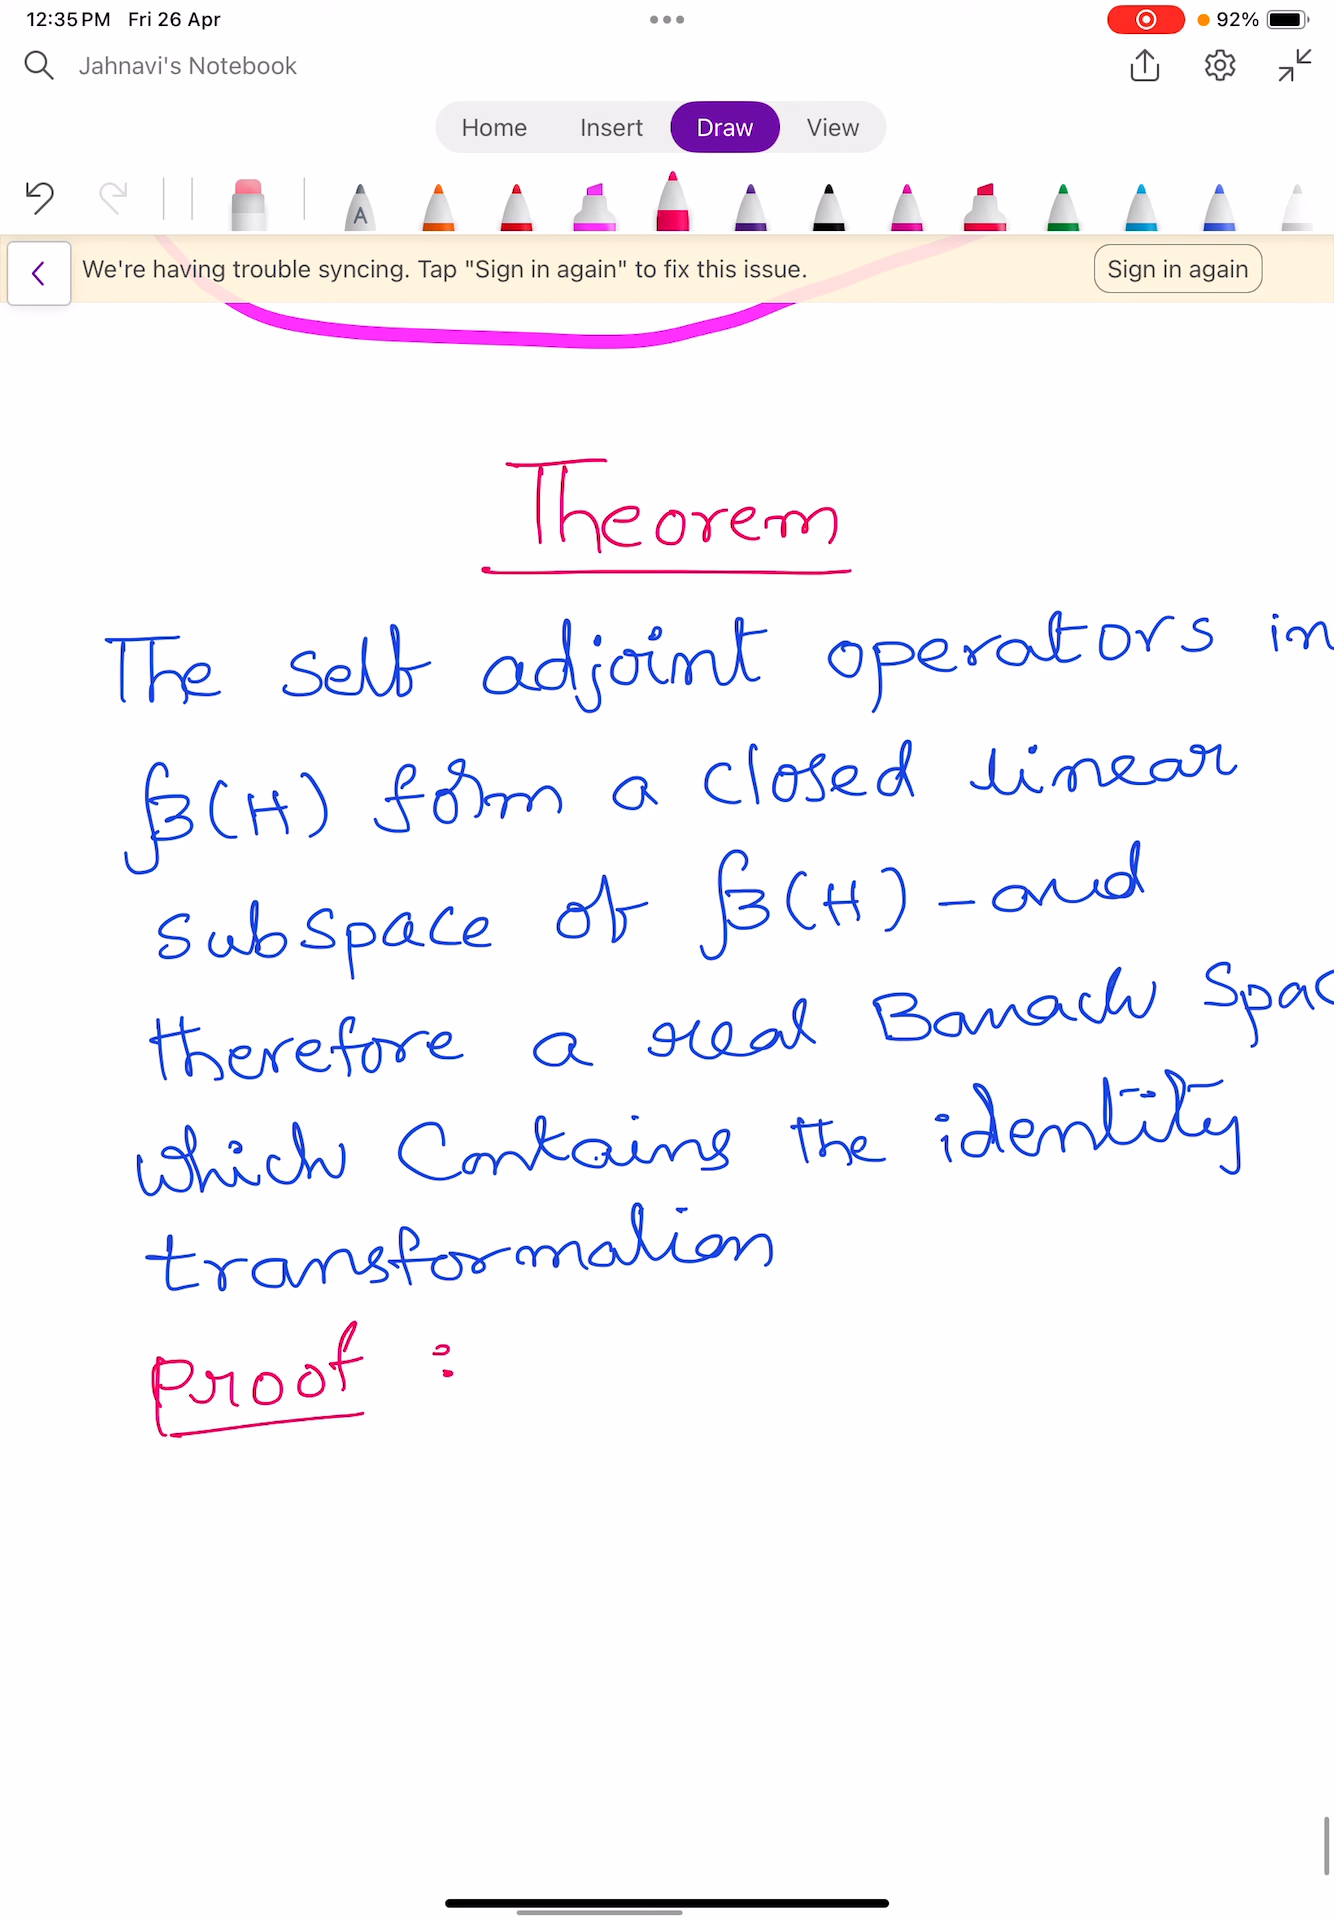 12:35 PM Fri 26 Apr
92%
Jahnavi's Notebook
Home Insert Draw View
A
We're having trouble syncing. Tap "Sign in again" to fix this issue.
Sign in again
Theorem
The self adjoint operators in
β(H) form a closed linear
subspace of β(H) - and
therefore a real Banach Spac
which Contains the identity
transformation
Proof :